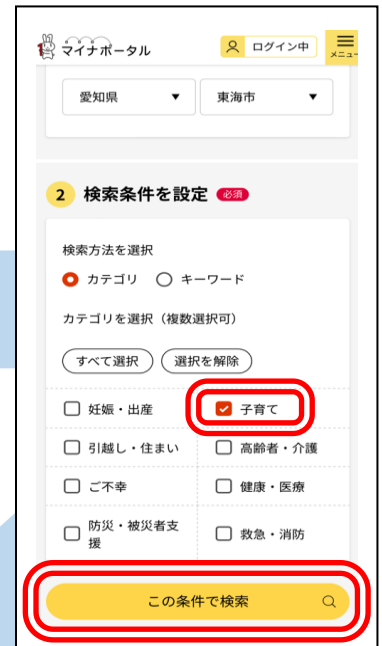 マイナポータル
ログイン中
メニュー
愛知県 ▼
東海市 ▼
2 検索条件を設定 必須
検索方法を選択
カテゴリ キーワード
カテゴリを選択（複数選択可）
すべて選択 選択を解除
妊娠・出産 子育て
引越し・住まい 高齢者・介護
ご不幸 健康・医療
防災・被災者支
援
救急・消防
この条件で検索